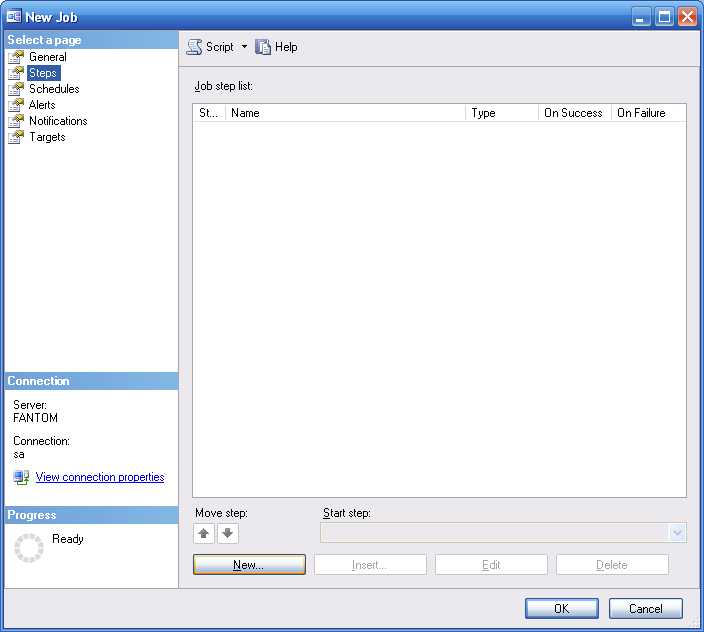 New Job
Select a page
General
Steps
Schedules
Alerts
Notifications
Targets
Script
Help
Job step list:
St... Name Type On Success On Failure
Connection
Server:
FANTOM
Connection:
sa
View connection properties
Progress
Ready
Move step:
Start step:
New...
Insert...
Edit
Delete
OK
Cancel